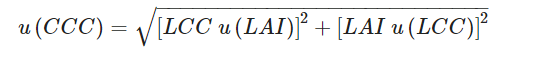 u (CCC) = √[LCC u (LAI)]² + [LAI u (LCC)]²